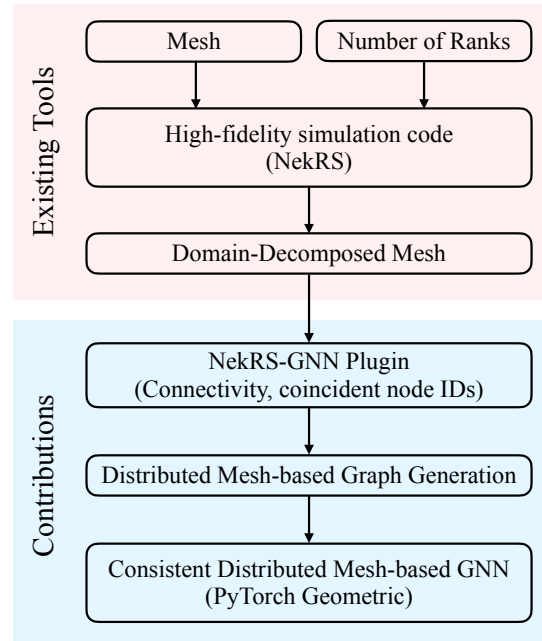 Existing Tools
Mesh
Number of Ranks
High-fidelity simulation code
(NekRS)
Domain-Decomposed Mesh
Contributions
NekRS-GNN Plugin
(Connectivity, coincident node IDs)
Distributed Mesh-based Graph Generation
Consistent Distributed Mesh-based GNN
(PyTorch Geometric)